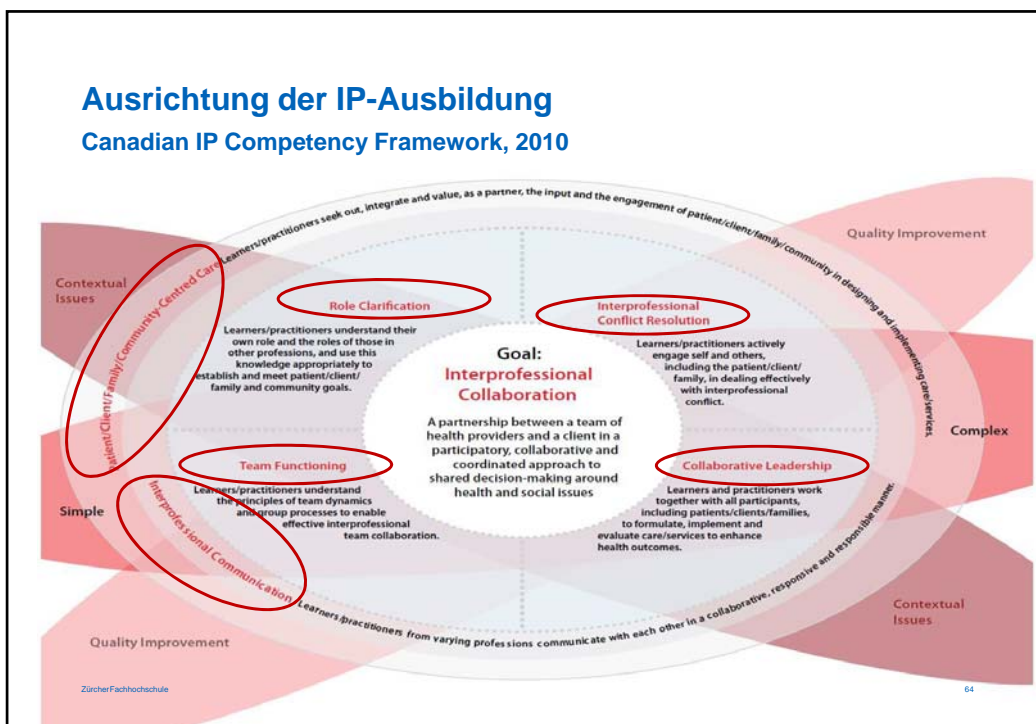 Ausrichtung der IP-Ausbildung
Canadian IP Competency Framework, 2010
Learners/practitioners seek out, integrate and value, as a partner, the input and the engagement of patient/client/family/community in designing and implementing care/services.
Patient/Client/Family/Community-Centred Care
Quality Improvement
Contextual
Issues
Role Clarification
Learners/practitioners understand their
own role and the roles of those in
other professions, and use this
knowledge appropriately to
establish and meet patient/client/
family and community goals.
Interprofessional
Conflict Resolution
Learners/practitioners actively
engage self and others,
including the patient/client/
family, in dealing effectively
with interprofessional
conflict.
Goal:
Interprofessional
Collaboration
A partnership between a team of
health providers and a client in a
participatory, collaborative and
coordinated approach to
shared decision-making around
health and social issues
Complex
Team Functioning
Learners/practitioners understand
the principles of team dynamics
and group processes to enable
effective interprofessional
team collaboration.
Collaborative Leadership
Learners and practitioners work
together with all participants,
including patients/clients/families,
to formulate, implement and
evaluate care/services to enhance
health outcomes.
Simple
Interprofessional Communication
Learners/practitioners from varying professions communicate with each other in a collaborative, responsive and responsible manner.
Contextual
Issues
Quality Improvement
ZürcherFachhochschule
64